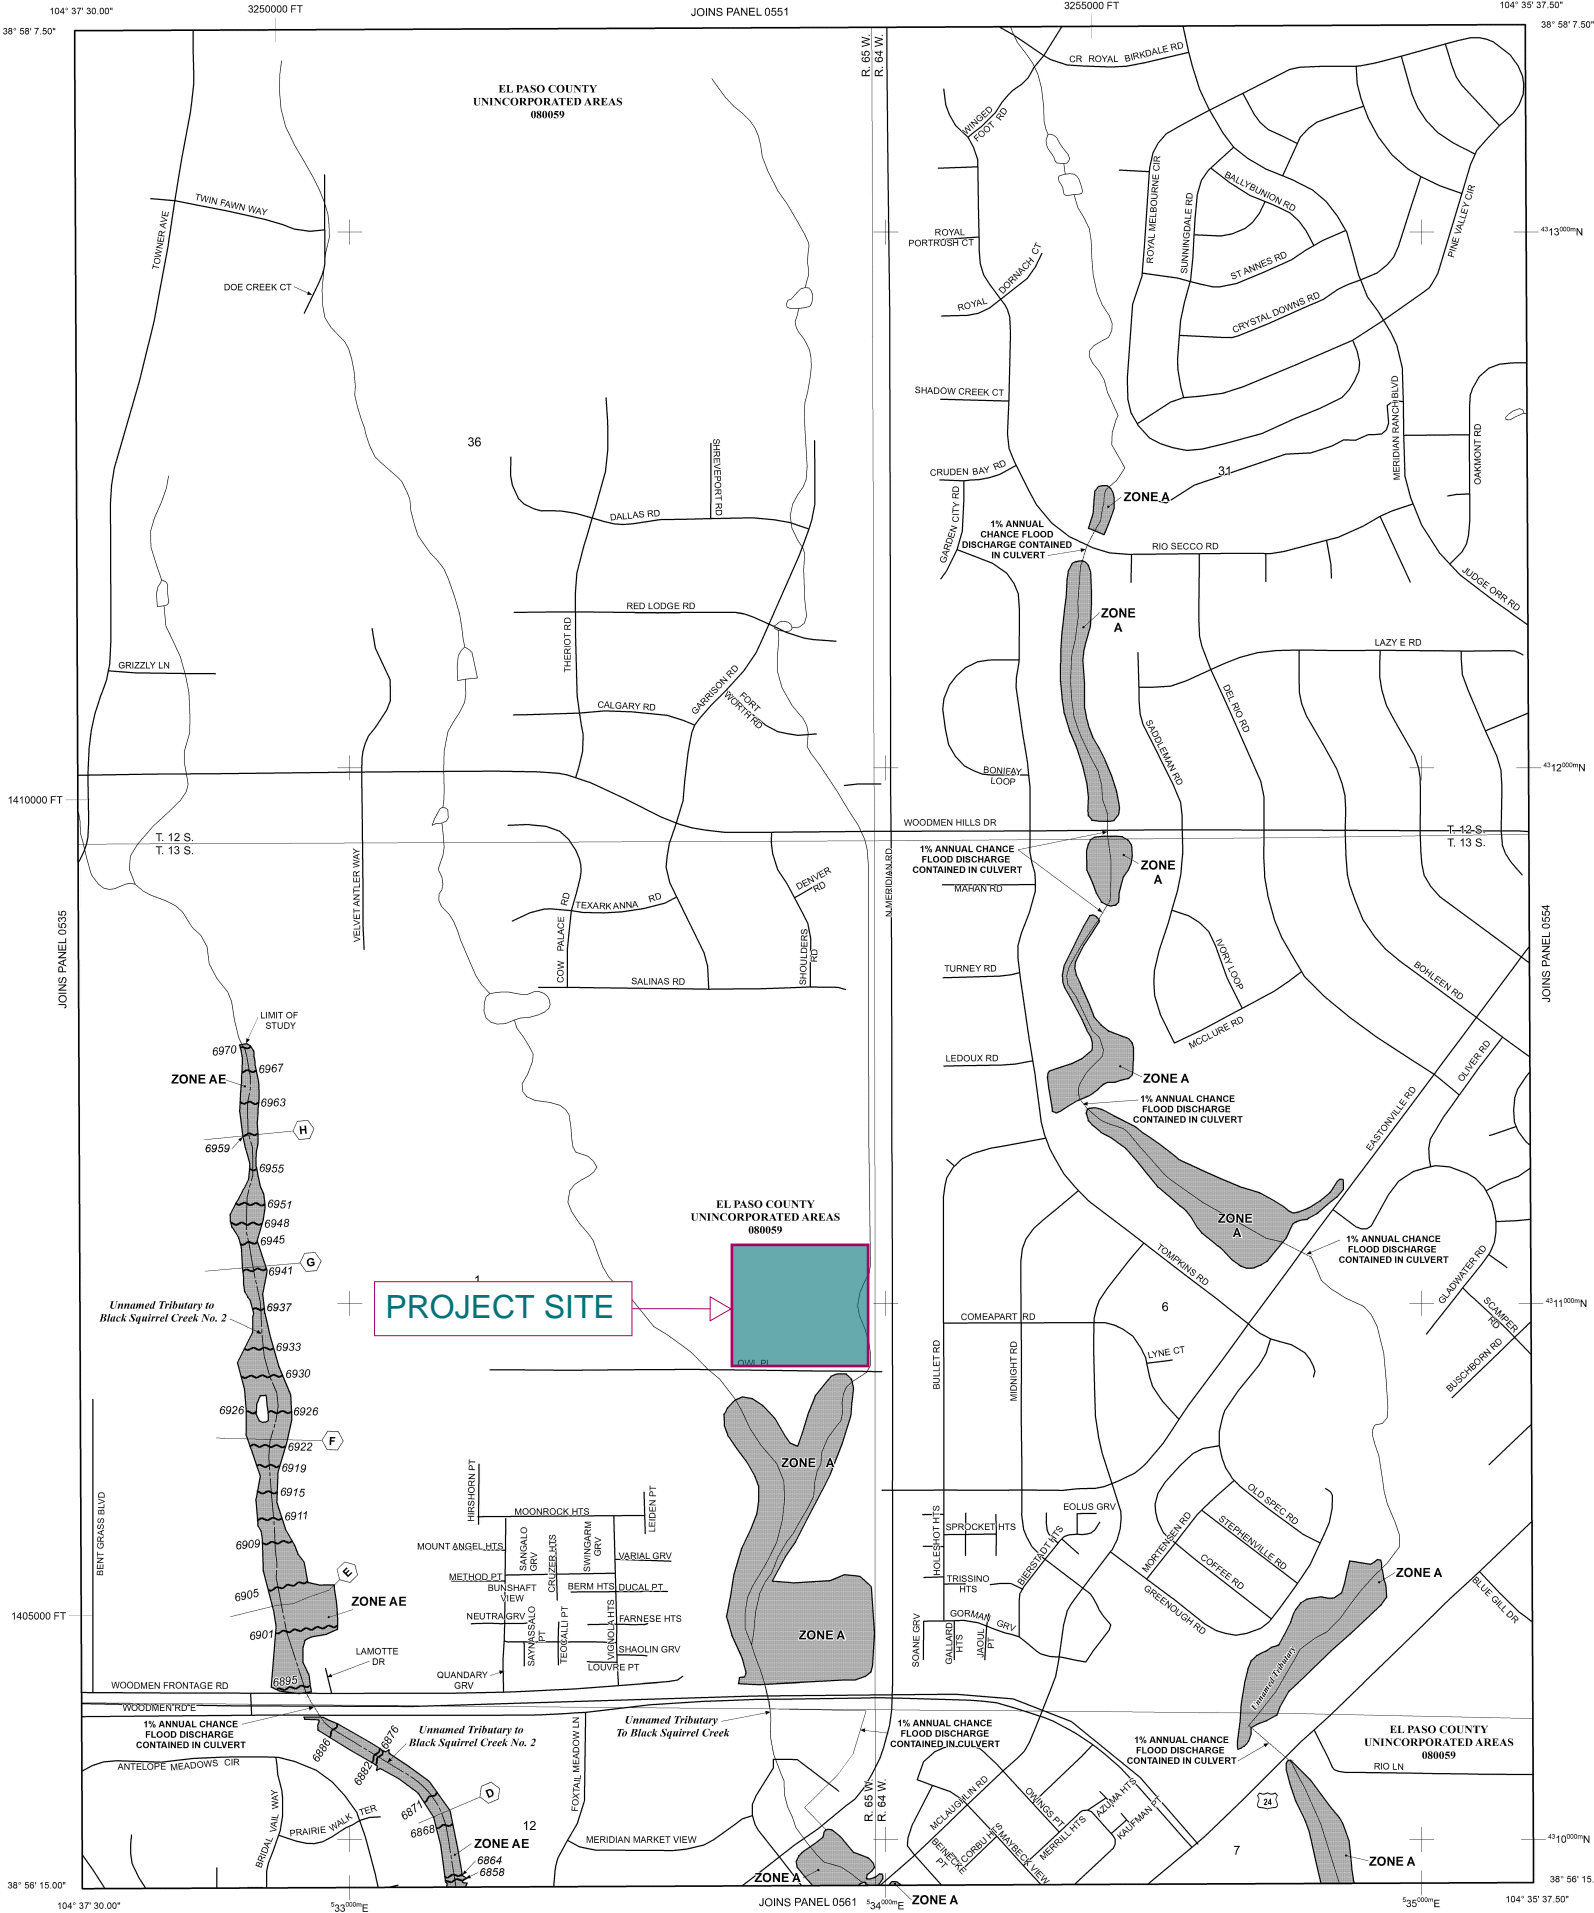 104° 37' 30.00"
3250000 FT
JOINS PANEL 0551
3255000 FT
104° 35' 37.50"
38° 58' 7.50"
38° 58' 7.50"
R. 65 W.
R. 64 W.
CR ROYAL BIRKDALE RD
EL PASO COUNTY
UNINCORPORATED AREAS
080059
WINGED
FOOT RD
TWIN FAWN WAY
TOWNER AVE
DOE CREEK CT
ROYAL
PORTRUSH CT
ROYAL DORNACH CT
ROYAL MELBOURNE CIR
SUNNINGDALE RD
BALLYBUNION RD
ST ANNES RD
CRYSTAL DOWNS RD
PINE VALLEY CIR
4313000mN
SHADOW CREEK CT
MERIDIAN RANCH BLVD
OAKMONT RD
36
31
SHREVEPORT RD
DALLAS RD
CRUDEN BAY RD
GARDEN CITY RD
ZONE A
1% ANNUAL
CHANCE FLOOD
DISCHARGE CONTAINED
IN CULVERT
RIO SECCO RD
JUDGE ORR RD
RED LODGE RD
THERIOT RD
ZONE
A
LAZY E RD
GRIZZLY LN
GARRISON RD
FORT
WORTH RD
CALGARY RD
DEL RIO RD
SADDLEMAN RD
BONIFAY
LOOP
4312000mN
1410000 FT
WOODMEN HILLS DR
T. 12 S.
T. 13 S.
T. 12 S.
T. 13 S.
VELVET ANTLER WAY
N MERIDIAN RD
1% ANNUAL CHANCE
FLOOD DISCHARGE
CONTAINED IN CULVERT
ZONE
A
MAHAN RD
DENVER
RD
TEXARKANNA RD
COW PALACE RD
SHOULDERS
RD
SALINAS RD
JOINS PANEL 0535
JOINS PANEL 0554
TURNEY RD
IVORY LOOP
BOHLEEN RD
MCCLURE RD
LIMIT OF
STUDY
6970
6967
ZONE AE
6963
H
6959
6955
LEDOUX RD
ZONE A
1% ANNUAL CHANCE
FLOOD DISCHARGE
CONTAINED IN CULVERT
OLIVER RD
EASTONVILLE RD
6951
6948
6945
G
6941
EL PASO COUNTY
UNINCORPORATED AREAS
080059
ZONE
A
1% ANNUAL CHANCE
FLOOD DISCHARGE
CONTAINED IN CULVERT
TOMPKINS RD
GLADWATER RD
SCAMPER
RD
BUSCHBORN RD
Unnamed Tributary to
Black Squirrel Creek No. 2
6937
1
PROJECT SITE
6
4311000mN
COMEAPART RD
LYNE CT
BULLET RD
MIDNIGHT RD
6933
6930
OWL PL
6926
6926
F
6922
6919
6915
6911
6909
E
6905
ZONE AE
6901
6895
BENT GRASS BLVD
1405000 FT
ZONE A
HIRSHORN PT
MOONROCK HTS
LEIDEN PT
MOUNT ANGEL HTS
SANGALO
GRV
CRUZER HTS
SWINGARM
GRV
VARIAL GRV
METHOD PT
BUNSHAFT
VIEW
BERM HTS
DUCAL PT
NEUTRA GRV
SAYNASSALO
PT
TEOCALLI PT
VIGNOLA HTS
FARNESE HTS
SHAOLIN GRV
LOUVRE PT
QUANDARY
GRV
ZONE A
HOLESHOT HTS
SPROCKET HTS
EOLUS GRV
BIERSTADT HTS
TRISSINO
HTS
GORMAN GRV
SOANE GRV
GALLARD
HTS
JAOUL
PT
OLD SPEC RD
STEPHENVILLE RD
MORTENSEN RD
COFFEE RD
GREENOUGH RD
ZONE A
BLUE GILL DR
Unnamed Tributary
LAMOTTE
DR
WOODMEN FRONTAGE RD
WOODMEN RD E
1% ANNUAL CHANCE
FLOOD DISCHARGE
CONTAINED IN CULVERT
Unnamed Tributary to
Black Squirrel Creek No. 2
Unnamed Tributary
To Black Squirrel Creek
1% ANNUAL CHANCE
FLOOD DISCHARGE
CONTAINED IN CULVERT
1% ANNUAL CHANCE
FLOOD DISCHARGE
CONTAINED IN CULVERT
EL PASO COUNTY
UNINCORPORATED AREAS
080059
RIO LN
ANTELOPE MEADOWS CIR
6886
6882
6876
6871
6868
D
FOXTAIL MEADOW LN
BRIDAL VAIL WAY
PRAIRIE WALK TER
12
ZONE AE
6864
6858
MERIDIAN MARKET VIEW
R. 65 W.
R. 64 W.
MCLAUGHLIN RD
OWINGS PT
AZUMA HTS
KAUFMAN PT
MERRILL HTS
MAYBECK VIEW
CORBU HTS
BEINECKE
PT
24
7
4310000mN
ZONE A
ZONE A
ZONE A
38° 56' 15.00"
38° 56' 15.
104° 37' 30.00"
533000mE
JOINS PANEL 0561
534000mE
535000mE
104° 35' 37.50"